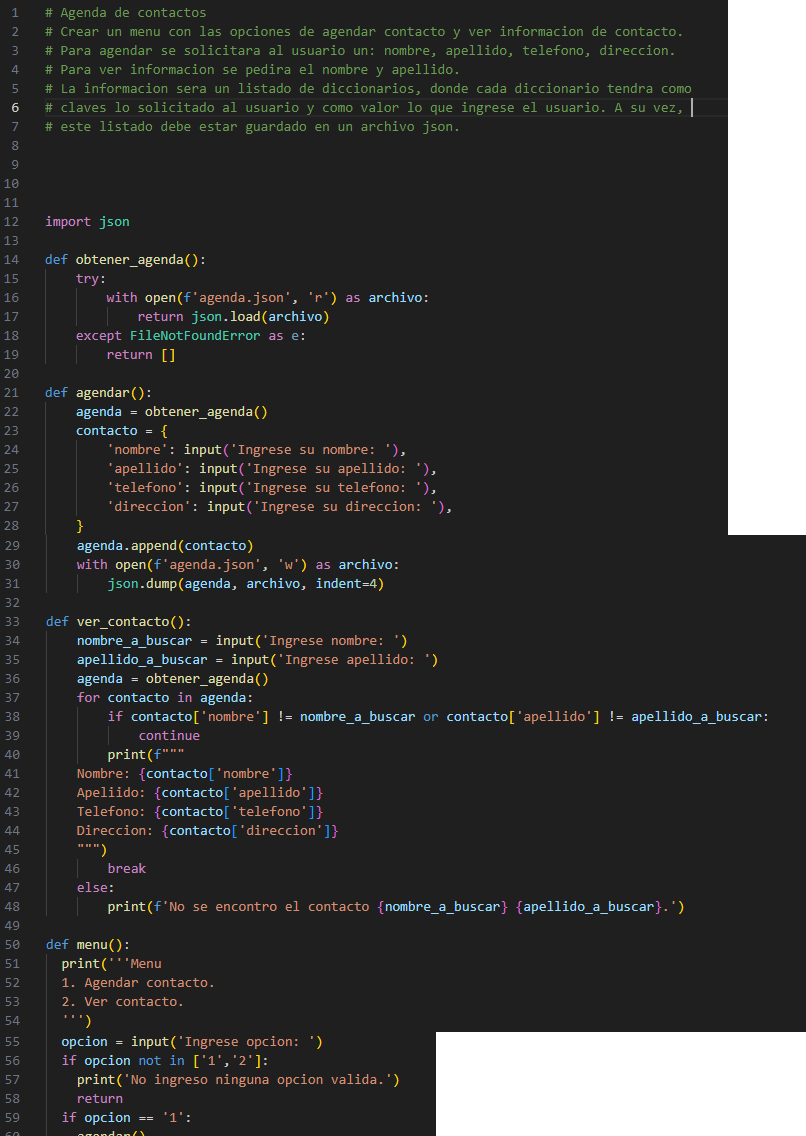 1 # Agenda de contactos
2 # Crear un menu con las opciones de agendar contacto y ver informacion de contacto.
3 # Para agendar se solicitara al usuario un: nombre, apellido, telefono, direccion.
4 # Para ver informacion se pedira el nombre y apellido.
5 # La informacion sera un listado de diccionarios, donde cada diccionario tendra como
6 # claves lo solicitado al usuario y como valor lo que ingrese el usuario. A su vez,
7 # este listado debe estar guardado en un archivo json.
8
9
10
11
12 import json
13
14 def obtener_agenda():
15     try:
16         with open(f'agenda.json', 'r') as archivo:
17             return json.load(archivo)
18     except FileNotFoundError as e:
19         return []
20
21 def agendar():
22     agenda = obtener_agenda()
23     contacto = {
24         'nombre': input('Ingrese su nombre: '),
25         'apellido': input('Ingrese su apellido: '),
26         'telefono': input('Ingrese su telefono: '),
27         'direccion': input('Ingrese su direccion: '),
28     }
29     agenda.append(contacto)
30     with open(f'agenda.json', 'w') as archivo:
31         json.dump(agenda, archivo, indent=4)
32
33 def ver_contacto():
34     nombre_a_buscar = input('Ingrese nombre: ')
35     apellido_a_buscar = input('Ingrese apellido: ')
36     agenda = obtener_agenda()
37     for contacto in agenda:
38         if contacto['nombre'] != nombre_a_buscar or contacto['apellido'] != apellido_a_buscar:
39             continue
40         print(f"""
41     Nombre: {contacto['nombre']}
42     Apeliido: {contacto['apellido']}
43     Telefono: {contacto['telefono']}
44     Direccion: {contacto['direccion']}
45     """)
46         break
47     else:
48         print(f'No se encontro el contacto {nombre_a_buscar} {apellido_a_buscar}.')
49
50 def menu():
51   print('''Menu
52   1. Agendar contacto.
53   2. Ver contacto.
54   ''')
55   opcion = input('Ingrese opcion: ')
56   if opcion not in ['1','2']:
57     print('No ingreso ninguna opcion valida.')
58     return
59   if opcion == '1':
60     agendar()